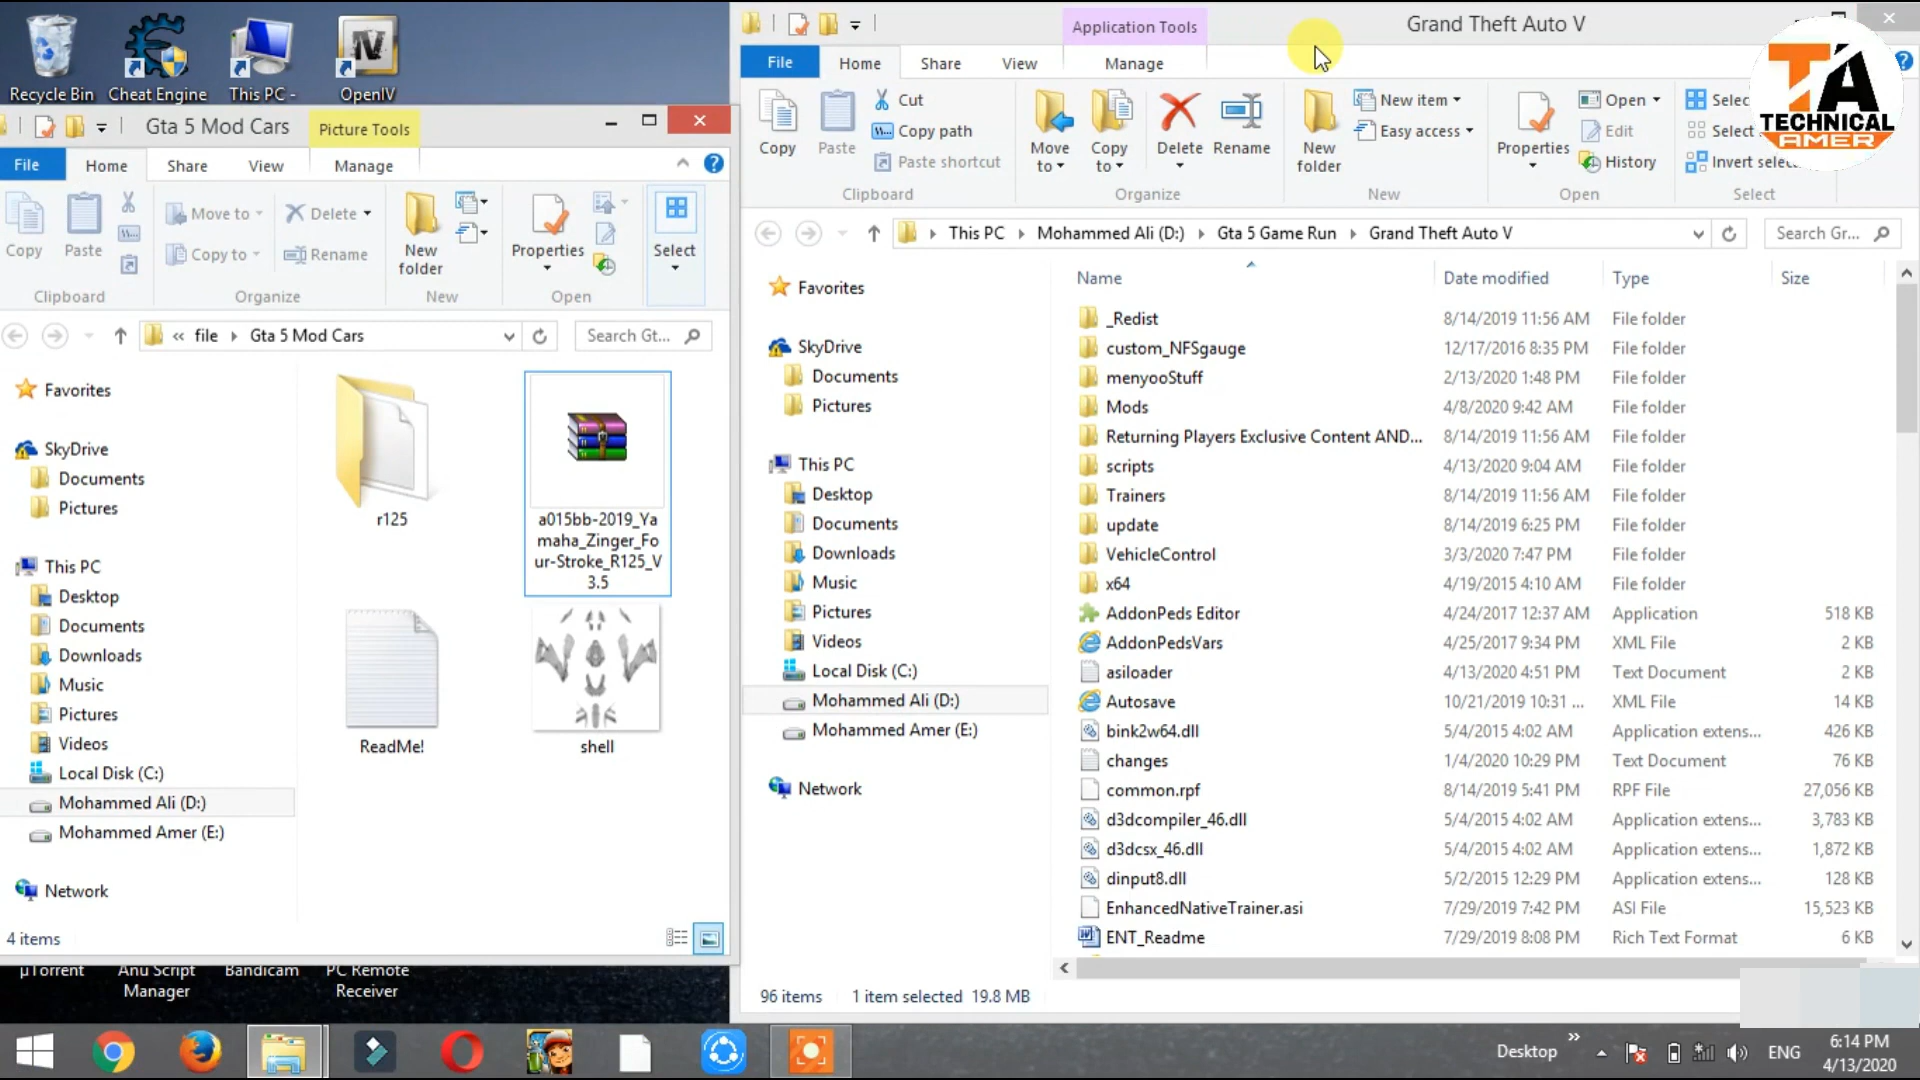 Recycle Bin
Cheat Engine
This PC -
OpenIV
Gta 5 Mod Cars
Picture Tools
File
Home
Share
View
Manage
Copy
Paste
Move to
Copy to
Delete
Rename
New
folder
Properties
Select
Clipboard
Organize
New
Open
« file
Gta 5 Mod Cars
Search Gt...
Favorites
SkyDrive
Documents
Pictures
This PC
Desktop
Documents
Downloads
Music
Pictures
Videos
Local Disk (C:)
Mohammed Ali (D:)
Mohammed Amer (E:)
Network
r125
a015bb-2019_Ya
maha_Zinger_Fo
ur-Stroke_R125_V
3.5
ReadMe!
shell
4 items
µTorrent
Anu Script
Manager
Bandicam
PC Remote
Receiver
Application Tools
Grand Theft Auto V
File
Home
Share
View
Manage
Copy
Paste
Cut
Copy path
Paste shortcut
Move
to
Copy
to
Delete
Rename
New
folder
New item
Easy access
Properties
Open
Edit
History
Selec
Select
Invert selec
Clipboard
Organize
New
Open
Select
TA
TECHNICAL
AMER
This PC
Mohammed Ali (D:)
Gta 5 Game Run
Grand Theft Auto V
Search Gr...
Favorites
SkyDrive
Documents
Pictures
This PC
Desktop
Documents
Downloads
Music
Pictures
Videos
Local Disk (C:)
Mohammed Ali (D:)
Mohammed Amer (E:)
Network
Name Date modified Type Size
_Redist 8/14/2019 11:56 AM File folder
custom_NFSgauge 12/17/2016 8:35 PM File folder
menyooStuff 2/13/2020 1:48 PM File folder
Mods 4/8/2020 9:42 AM File folder
Returning Players Exclusive Content AND... 8/14/2019 11:56 AM File folder
scripts 4/13/2020 9:04 AM File folder
Trainers 8/14/2019 11:56 AM File folder
update 8/14/2019 6:25 PM File folder
VehicleControl 3/3/2020 7:47 PM File folder
x64 4/19/2015 4:10 AM File folder
AddonPeds Editor 4/24/2017 12:37 AM Application 518 KB
AddonPedsVars 4/25/2017 9:34 PM XML File 2 KB
asiloader 4/13/2020 4:51 PM Text Document 2 KB
Autosave 10/21/2019 10:31 ... XML File 14 KB
bink2w64.dll 5/4/2015 4:02 AM Application extens... 426 KB
changes 1/4/2020 10:29 PM Text Document 76 KB
common.rpf 8/14/2019 5:41 PM RPF File 27,056 KB
d3dcompiler_46.dll 5/4/2015 4:02 AM Application extens... 3,783 KB
d3dcsx_46.dll 5/4/2015 4:02 AM Application extens... 1,872 KB
dinput8.dll 5/2/2015 12:29 PM Application extens... 128 KB
EnhancedNativeTrainer.asi 7/29/2019 7:42 PM ASI File 15,523 KB
ENT_Readme 7/29/2019 8:08 PM Rich Text Format 6 KB
96 items 1 item selected 19.8 MB
Desktop
ENG
6:14 PM
4/13/2020